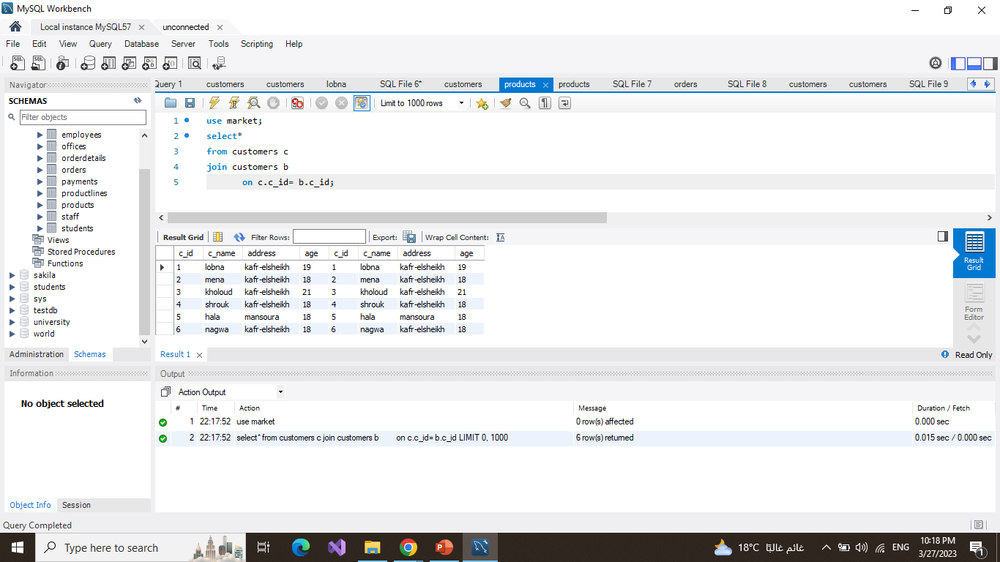 MySQL Workbench
Local instance MySQL57 unconnected
File Edit View Query Database Server Tools Scripting Help
Navigator
SCHEMAS
Filter objects
employees
offices
orderdetails
orders
payments
productlines
products
staff
students
Views
Stored Procedures
Functions
sakila
students
sys
testdb
university
world
Administration Schemas
Information
No object selected
Object Info Session
Query Completed
Query 1 customers customers lobna SQL File 6* customers products products SQL File 7 orders SQL File 8 customers customers SQL File 9
Limit to 1000 rows
1 use market;
2 select*
3 from customers c
4 join customers b
5 on c.c_id= b.c_id;
Result Grid Filter Rows: Export: Wrap Cell Content:
c_id c_name address age c_id c_name address age
1 lobna kafr-elsheikh 19 1 lobna kafr-elsheikh 19
2 mena kafr-elsheikh 18 2 mena kafr-elsheikh 18
3 kholoud kafr-elsheikh 21 3 kholoud kafr-elsheikh 21
4 shrouk kafr-elsheikh 18 4 shrouk kafr-elsheikh 18
5 hala mansoura 18 5 hala mansoura 18
6 nagwa kafr-elsheikh 18 6 nagwa kafr-elsheikh 18
Result
Grid
Form
Editor
Result 1
Read Only
Output
Action Output
# Time Action Message Duration / Fetch
1 22:17:52 use market 0 row(s) affected 0.000 sec
2 22:17:52 select* from customers c join customers b on c.c_id= b.c_id LIMIT 0, 1000 6 row(s) returned 0.015 sec / 0.000 sec
Type here to search
18°C غائم غالبًا
ENG
10:18 PM
3/27/2023
1